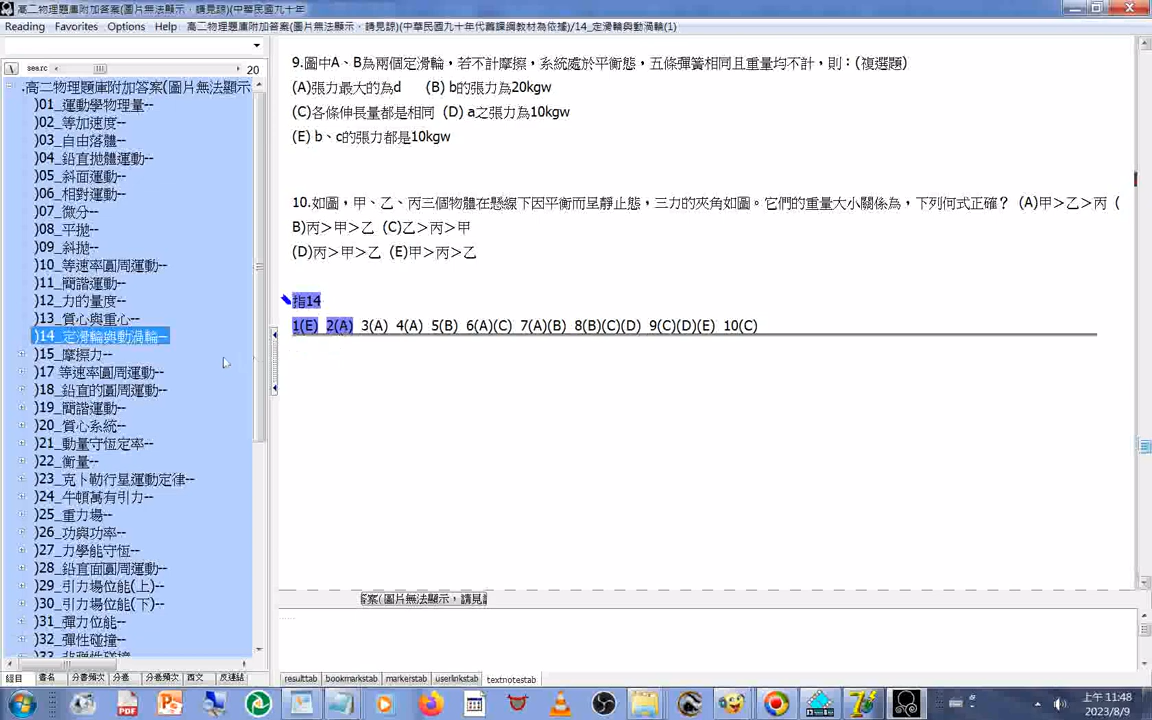 高二物理題庫附加答案(圖片無法顯示、請見諒)(中華民國九十年
Reading Favorites Options Help 高二物理題庫附加答案(圖片無法顯示、請見諒)(中華民國九十年代舊課綱教材為依據)/14_定滑輪與動渦輪(1)
searc 20
.高二物理題庫附加答案(圖片無法顯示
)01_運動學物理量--
)02_等加速度--
)03_自由落體--
)04_鉛直拋體運動--
)05_斜面運動--
)06_相對運動--
)07_微分--
)08_平拋--
)09_斜拋--
)10_等速率圓周運動--
)11_簡諧運動--
)12_力的量度--
)13_質心與重心--
)14_定滑輪與動渦輪--
)15_摩擦力--
)17 等速率圓周運動--
)18_鉛直的圓周運動--
)19_簡諧運動--
)20_質心系統--
)21_動量守恆定率--
)22_衝量--
)23_克卜勒行星運動定律--
)24_牛頓萬有引力--
)25_重力場--
)26_功與功率--
)27_力學能守恆--
)28_鉛直面圓周運動--
)29_引力場位能(上)--
)30_引力場位能(下)--
)31_彈力位能--
)32_彈性碰撞--
)33_非彈性碰撞--
經目 書名 分書頻次 分卷 分卷頻次 西文 反連結
9.圖中A、B為兩個定滑輪，若不計摩擦，系統處於平衡態，五條彈簧相同且重量均不計，則：(複選題)
(A)張力最大的為d (B) b的張力為20kgw
(C)各條伸長量都是相同 (D) a之張力為10kgw
(E) b、c的張力都是10kgw
10.如圖，甲、乙、丙三個物體在懸線下因平衡而呈靜止態，三力的夾角如圖。它們的重量大小關係為，下列何式正確？ (A)甲＞乙＞丙 (
B)丙＞甲＞乙 (C)乙＞丙＞甲
(D)丙＞甲＞乙 (E)甲＞丙＞乙
指14
1(E) 2(A) 3(A) 4(A) 5(B) 6(A)(C) 7(A)(B) 8(B)(C)(D) 9(C)(D)(E) 10(C)
答案(圖片無法顯示，請見
resulttab bookmarkstab markerstab userlinkstab textnotestab
上午 11:48
2023/8/9